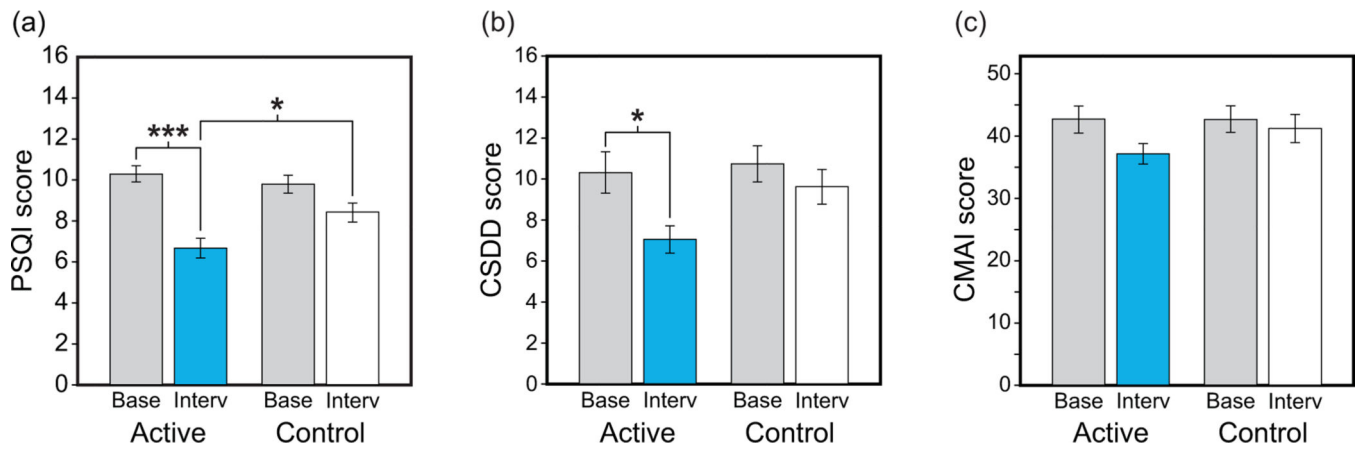 (a)
PSQI score
16
14
12
10
8
6
4
2
0
***
*
Base Interv Base Interv
Active Control
(b)
CSDD score
16
14
12
10
8
6
4
2
0
*
Base Interv Base Interv
Active Control
(c)
CMAI score
50
40
30
20
10
0
Base Interv Base Interv
Active Control